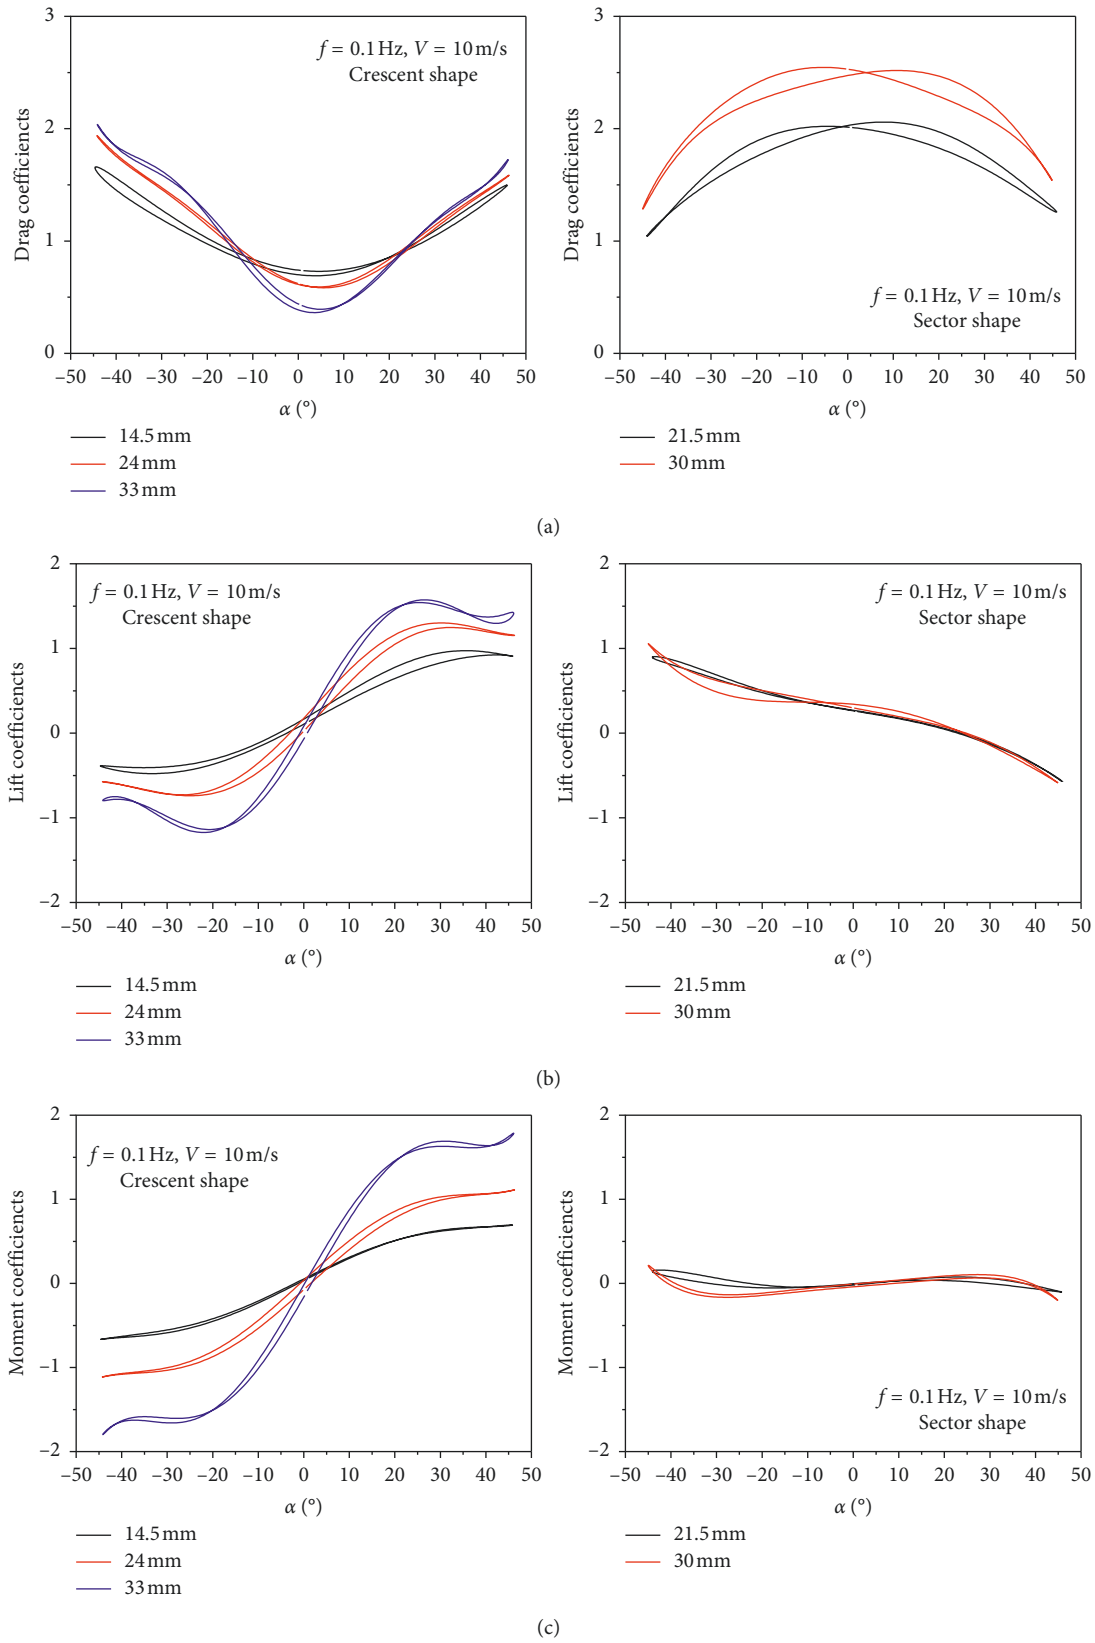 3
2
1
0
Drag coefficiencts
f = 0.1 Hz, V = 10 m/s
Crescent shape
–50 –40 –30 –20 –10 0 10 20 30 40 50
α (°)
14.5 mm
24 mm
33 mm
3
2
1
0
Drag coefficiencts
f = 0.1 Hz, V = 10 m/s
Sector shape
–50 –40 –30 –20 –10 0 10 20 30 40 50
α (°)
21.5 mm
30 mm
(a)
2
1
0
–1
–2
Lift coefficiencts
f = 0.1 Hz, V = 10 m/s
Crescent shape
–50 –40 –30 –20 –10 0 10 20 30 40 50
α (°)
14.5 mm
24 mm
33 mm
2
1
0
–1
–2
Lift coefficiencts
f = 0.1 Hz, V = 10 m/s
Sector shape
–50 –40 –30 –20 –10 0 10 20 30 40 50
α (°)
21.5 mm
30 mm
(b)
2
1
0
–1
–2
Moment coefficiencts
f = 0.1 Hz, V = 10 m/s
Crescent shape
–50 –40 –30 –20 –10 0 10 20 30 40 50
α (°)
14.5 mm
24 mm
33 mm
2
1
0
–1
–2
Moment coefficiencts
f = 0.1 Hz, V = 10 m/s
Sector shape
–50 –40 –30 –20 –10 0 10 20 30 40 50
α (°)
21.5 mm
30 mm
(c)